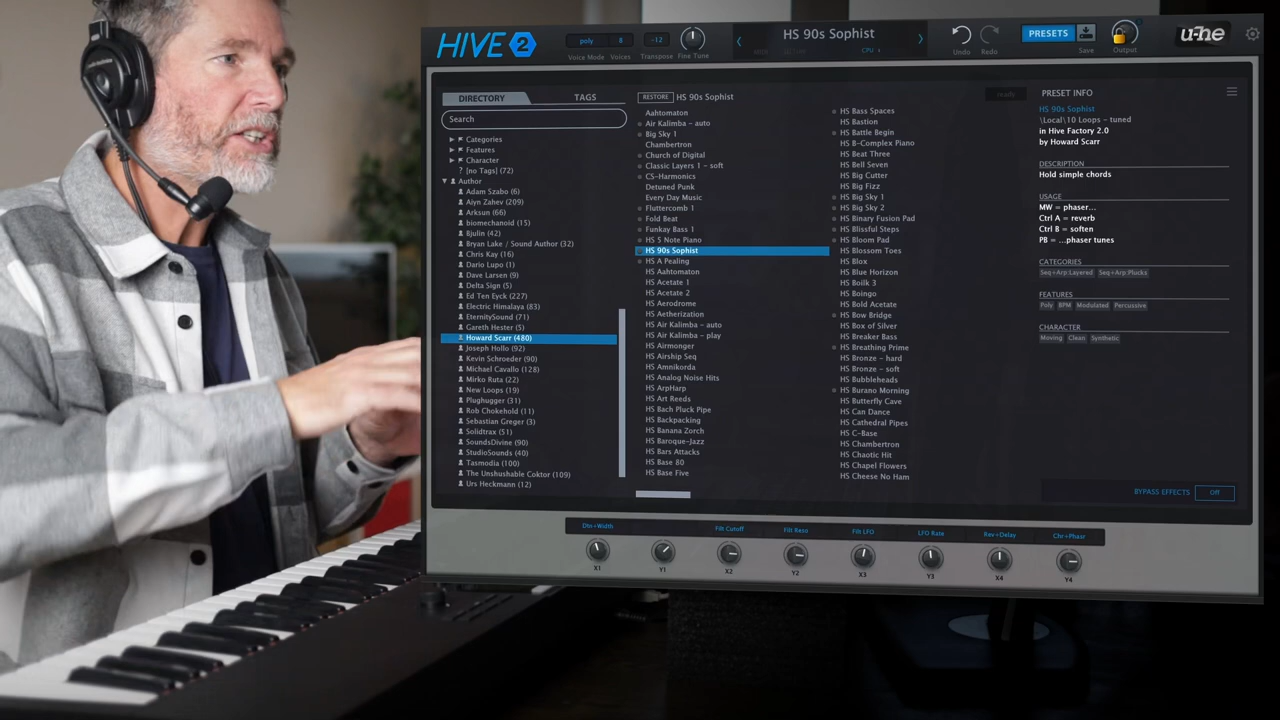 HIVE 2
poly
8
-12
Voice Mode
Voices
Transpose
Fine Tune
HS 90s Sophist
CPU
Undo
Redo
PRESETS
Save
Output
u-he
DIRECTORY
TAGS
Search
Categories
Features
Character
? [no Tags] (72)
Author
Adam Szabo (6)
Aiyn Zahev (209)
Arksun (66)
biomechanoid (15)
Bjulin (42)
Bryan Lake / Sound Author (32)
Chris Kay (16)
Dario Lupo (1)
Dave Larsen (9)
Delta Sign (5)
Ed Ten Eyck (227)
Electric Himalaya (83)
EternitySound (71)
Gareth Hester (5)
Howard Scarr (480)
Joseph Hollo (92)
Kevin Schroeder (90)
Michael Cavallo (128)
Mirko Ruta (22)
New Loops (19)
Plughugger (31)
Rob Chokehold (11)
Sebastian Greger (3)
Solidtrax (51)
SoundsDivine (90)
StudioSounds (40)
Tasmodia (100)
The Unshushable Coktor (109)
Urs Heckmann (12)
RESTORE
HS 90s Sophist
ready
Aahtomaton
Air Kalimba - auto
Big Sky 1
Chambertron
Church of Digital
Classic Layers 1 - soft
CS-Harmonics
Detuned Punk
Every Day Music
Fluttercomb 1
Fold Beat
Funkay Bass 1
HS 5 Note Piano
HS 90s Sophist
HS A Pealing
HS Aahtomaton
HS Acetate 1
HS Acetate 2
HS Aerodrome
HS Aetherization
HS Air Kalimba - auto
HS Air Kalimba - play
HS Airmonger
HS Airship Seq
HS Amnikorda
HS Analog Noise Hits
HS ArpHarp
HS Art Reeds
HS Bach Pluck Pipe
HS Backpacking
HS Banana Zorch
HS Baroque-Jazz
HS Bars Attacks
HS Base 80
HS Base Five
HS Bass Spaces
HS Bastion
HS Battle Begin
HS B-Complex Piano
HS Beat Three
HS Bell Seven
HS Big Cutter
HS Big Fizz
HS Big Sky 1
HS Big Sky 2
HS Binary Fusion Pad
HS Blissful Steps
HS Bloom Pad
HS Blossom Toes
HS Blox
HS Blue Horizon
HS Boilk 3
HS Boingo
HS Bold Acetate
HS Bow Bridge
HS Box of Silver
HS Breaker Bass
HS Breathing Prime
HS Bronze - hard
HS Bronze - soft
HS Bubbleheads
HS Burano Morning
HS Butterfly Cave
HS Can Dance
HS Cathedral Pipes
HS C-Base
HS Chambertron
HS Chaotic Hit
HS Chapel Flowers
HS Cheese No Ham
PRESET INFO
HS 90s Sophist
\Local\10 Loops - tuned
in Hive Factory 2.0
by Howard Scarr
DESCRIPTION
Hold simple chords
USAGE
MW = phaser...
Ctrl A = reverb
Ctrl B = soften
PB = ...phaser tunes
CATEGORIES
Seq+Arp:Layered
Seq+Arp:Plucks
FEATURES
Poly
BPM
Modulated
Percussive
CHARACTER
Moving
Clean
Synthetic
BYPASS EFFECTS
Off
Dtn+Width
Filt Cutoff
Filt Reso
Filt LFO
LFO Rate
Rev+Delay
Chr+Phasr
X1
Y1
X2
Y2
X3
Y3
X4
Y4